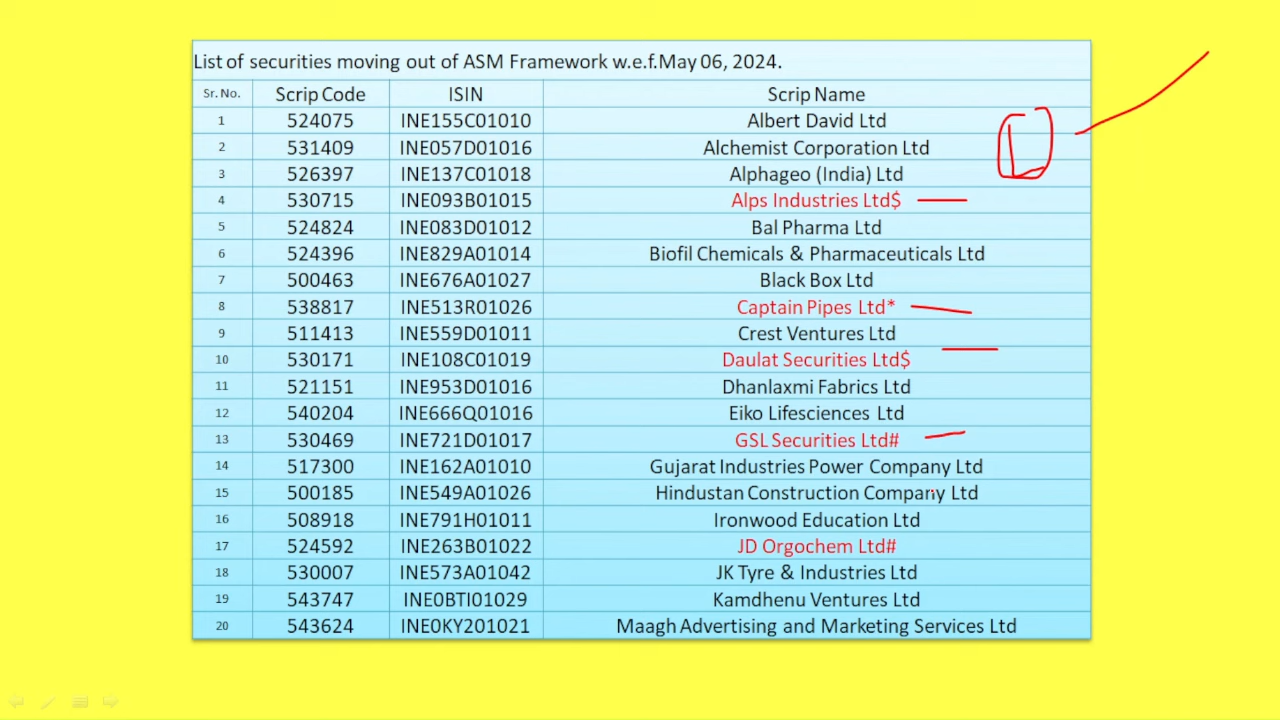 List of securities moving out of ASM Framework w.e.f.May 06, 2024.
Sr. No. Scrip Code ISIN Scrip Name
1 524075 INE155C01010 Albert David Ltd
2 531409 INE057D01016 Alchemist Corporation Ltd
3 526397 INE137C01018 Alphageo (India) Ltd
4 530715 INE093B01015 Alps Industries Ltd$
5 524824 INE083D01012 Bal Pharma Ltd
6 524396 INE829A01014 Biofil Chemicals & Pharmaceuticals Ltd
7 500463 INE676A01027 Black Box Ltd
8 538817 INE513R01026 Captain Pipes Ltd*
9 511413 INE559D01011 Crest Ventures Ltd
10 530171 INE108C01019 Daulat Securities Ltd$
11 521151 INE953D01016 Dhanlaxmi Fabrics Ltd
12 540204 INE666Q01016 Eiko Lifesciences Ltd
13 530469 INE721D01017 GSL Securities Ltd#
14 517300 INE162A01010 Gujarat Industries Power Company Ltd
15 500185 INE549A01026 Hindustan Construction Company Ltd
16 508918 INE791H01011 Ironwood Education Ltd
17 524592 INE263B01022 JD Orgochem Ltd#
18 530007 INE573A01042 JK Tyre & Industries Ltd
19 543747 INE0BTI01029 Kamdhenu Ventures Ltd
20 543624 INE0KY201021 Maagh Advertising and Marketing Services Ltd